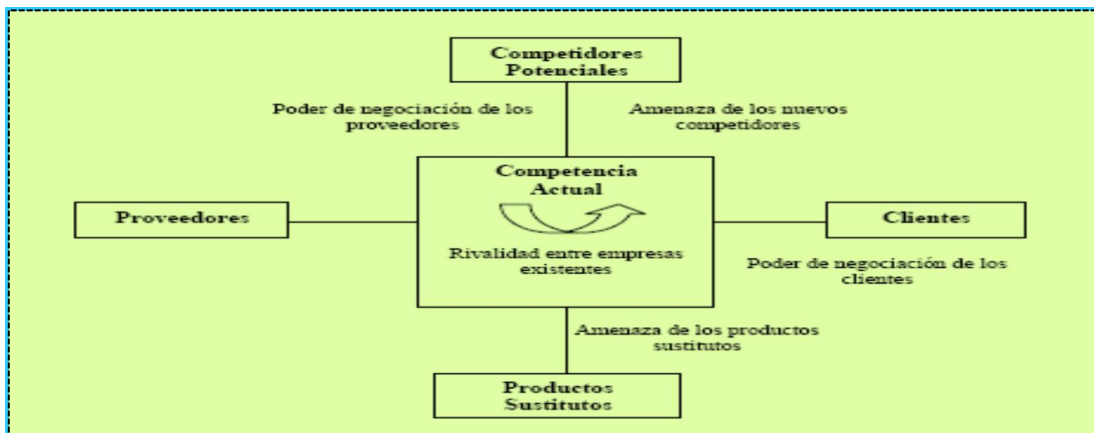 Competidores
Potenciales
Poder de negociación de los
proveedores
Amenaza de los nuevos
competidores
Competencia
Actual
Proveedores
Clientes
Rivalidad entre empresas
existentes
Poder de negociación de los
clientes
Amenaza de los productos
sustitutos
Productos
Sustitutos